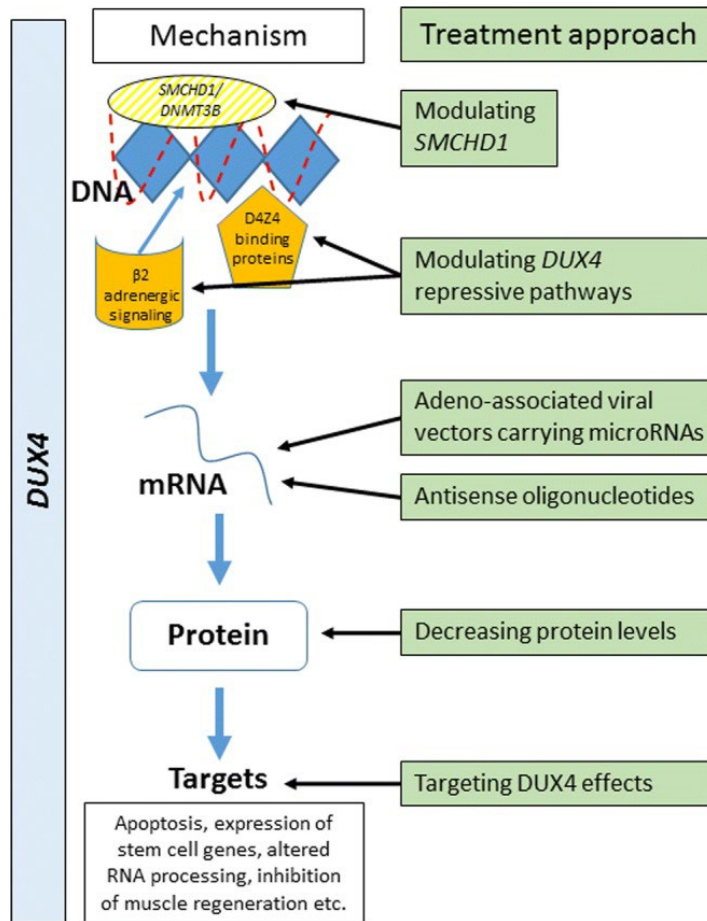 Mechanism
Treatment approach
SMCHD1/
DNMT3B
Modulating
SMCHD1
DNA
D4Z4
binding
proteins
β2
adrenergic
signaling
Modulating DUX4
repressive pathways
DUX4
Adeno-associated viral
vectors carrying microRNAs
mRNA
Antisense oligonucleotides
Protein
Decreasing protein levels
Targets
Targeting DUX4 effects
Apoptosis, expression of
stem cell genes, altered
RNA processing, inhibition
of muscle regeneration etc.